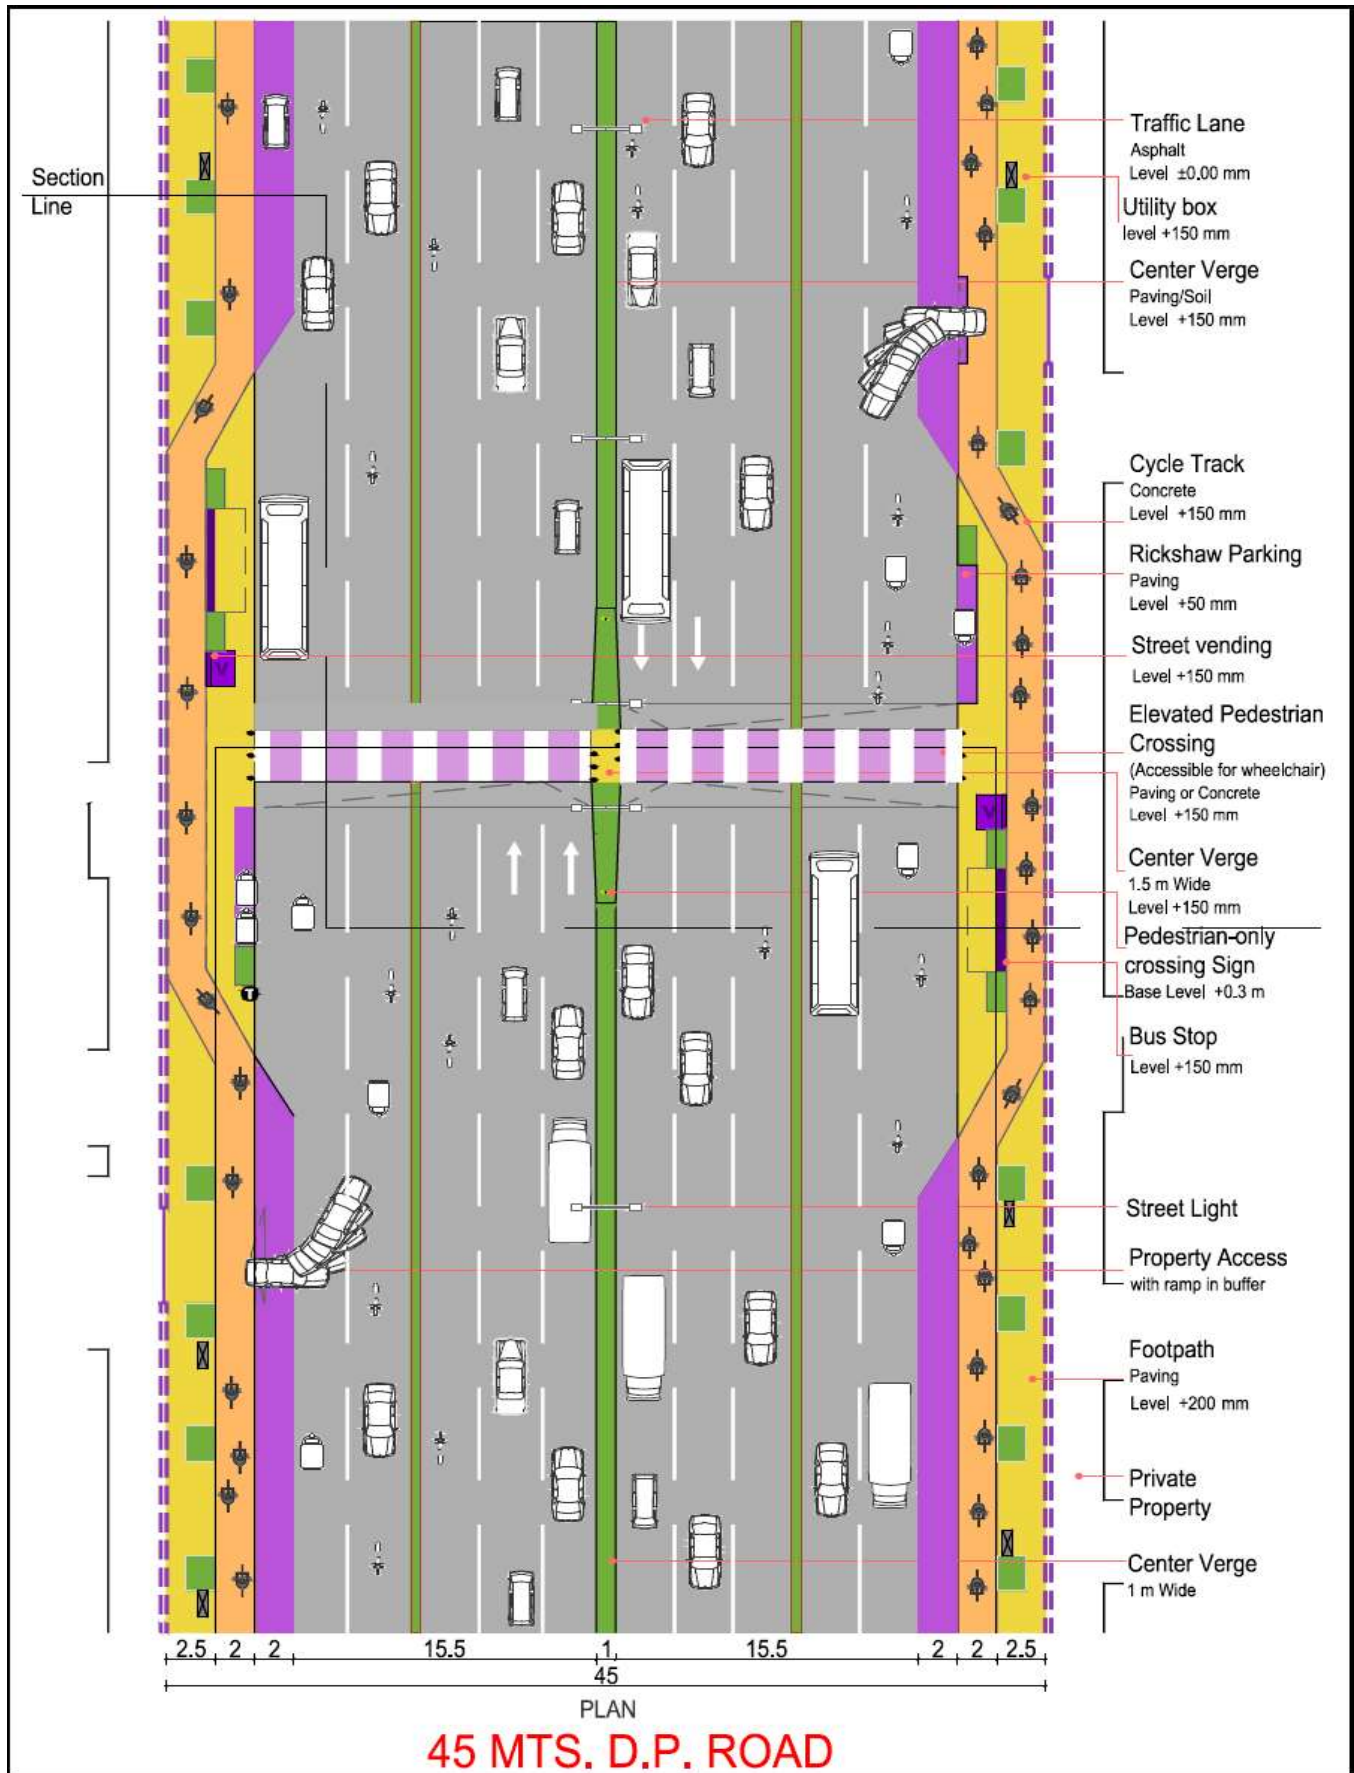 Section
Line
Traffic Lane
Asphalt
Level ±0.00 mm
Utility box
level +150 mm
Center Verge
Paving/Soil
Level +150 mm
Cycle Track
Concrete
Level +150 mm
Rickshaw Parking
Paving
Level +50 mm
Street vending
Level +150 mm
Elevated Pedestrian
Crossing
(Accessible for wheelchair)
Paving or Concrete
Level +150 mm
Center Verge
1.5 m Wide
Level +150 mm
Pedestrian-only
crossing Sign
Base Level +0.3 m
Bus Stop
Level +150 mm
Street Light
Property Access
with ramp in buffer
Footpath
Paving
Level +200 mm
Private
Property
Center Verge
1 m Wide
V
V
T
2.5 2 2 15.5 1 15.5 2 2 2.5
45
PLAN
45 MTS. D.P. ROAD